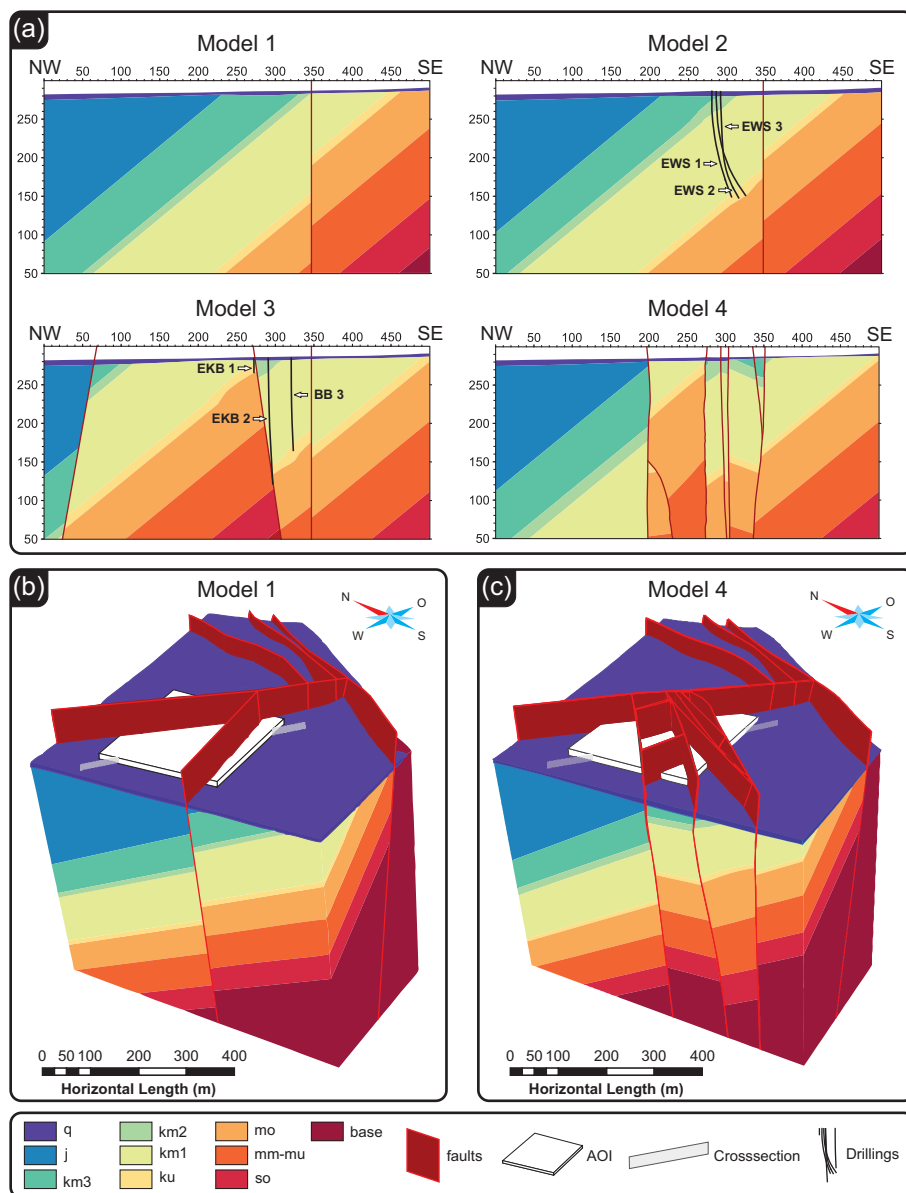 (a)
Model 1
NW 50 100 150 200 250 300 350 400 450 SE
250
200
150
100
50
Model 2
NW 50 100 150 200 250 300 350 400 450 SE
250
200
150
100
50
EWS 3
EWS 1
EWS 2
Model 3
NW 50 100 150 200 250 300 350 400 450 SE
250
200
150
100
50
EKB 1
BB 3
EKB 2
Model 4
NW 50 100 150 200 250 300 350 400 450 SE
250
200
150
100
50
(b)
Model 1
N
O
W
S
0 50 100 200 300 400
Horizontal Length (m)
(c)
Model 4
N
O
W
S
0 50 100 200 300 400
Horizontal Length (m)
q
j
km3
km2
km1
ku
mo
mm-mu
so
base
faults
AOI
Crosssection
Drillings